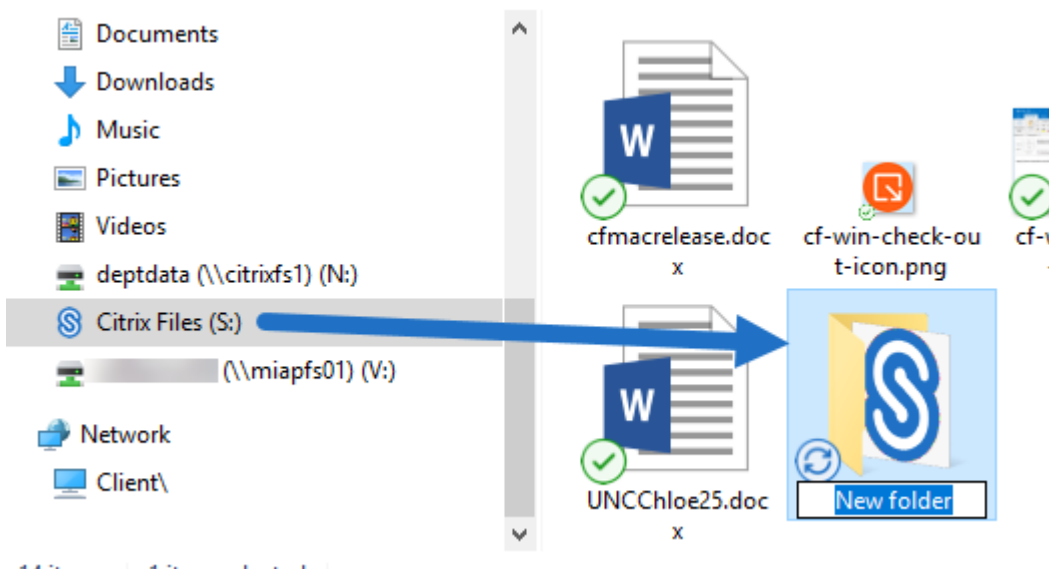 Documents
Downloads
Music
Pictures
Videos
deptdata (\\citrixfs1) (N:)
Citrix Files (S:)
(\\miapfs01) (V:)
Network
Client\
W
cfmacrelease.doc
x
cf-win-check-ou
t-icon.png
W
UNCChloe25.doc
x
New folder